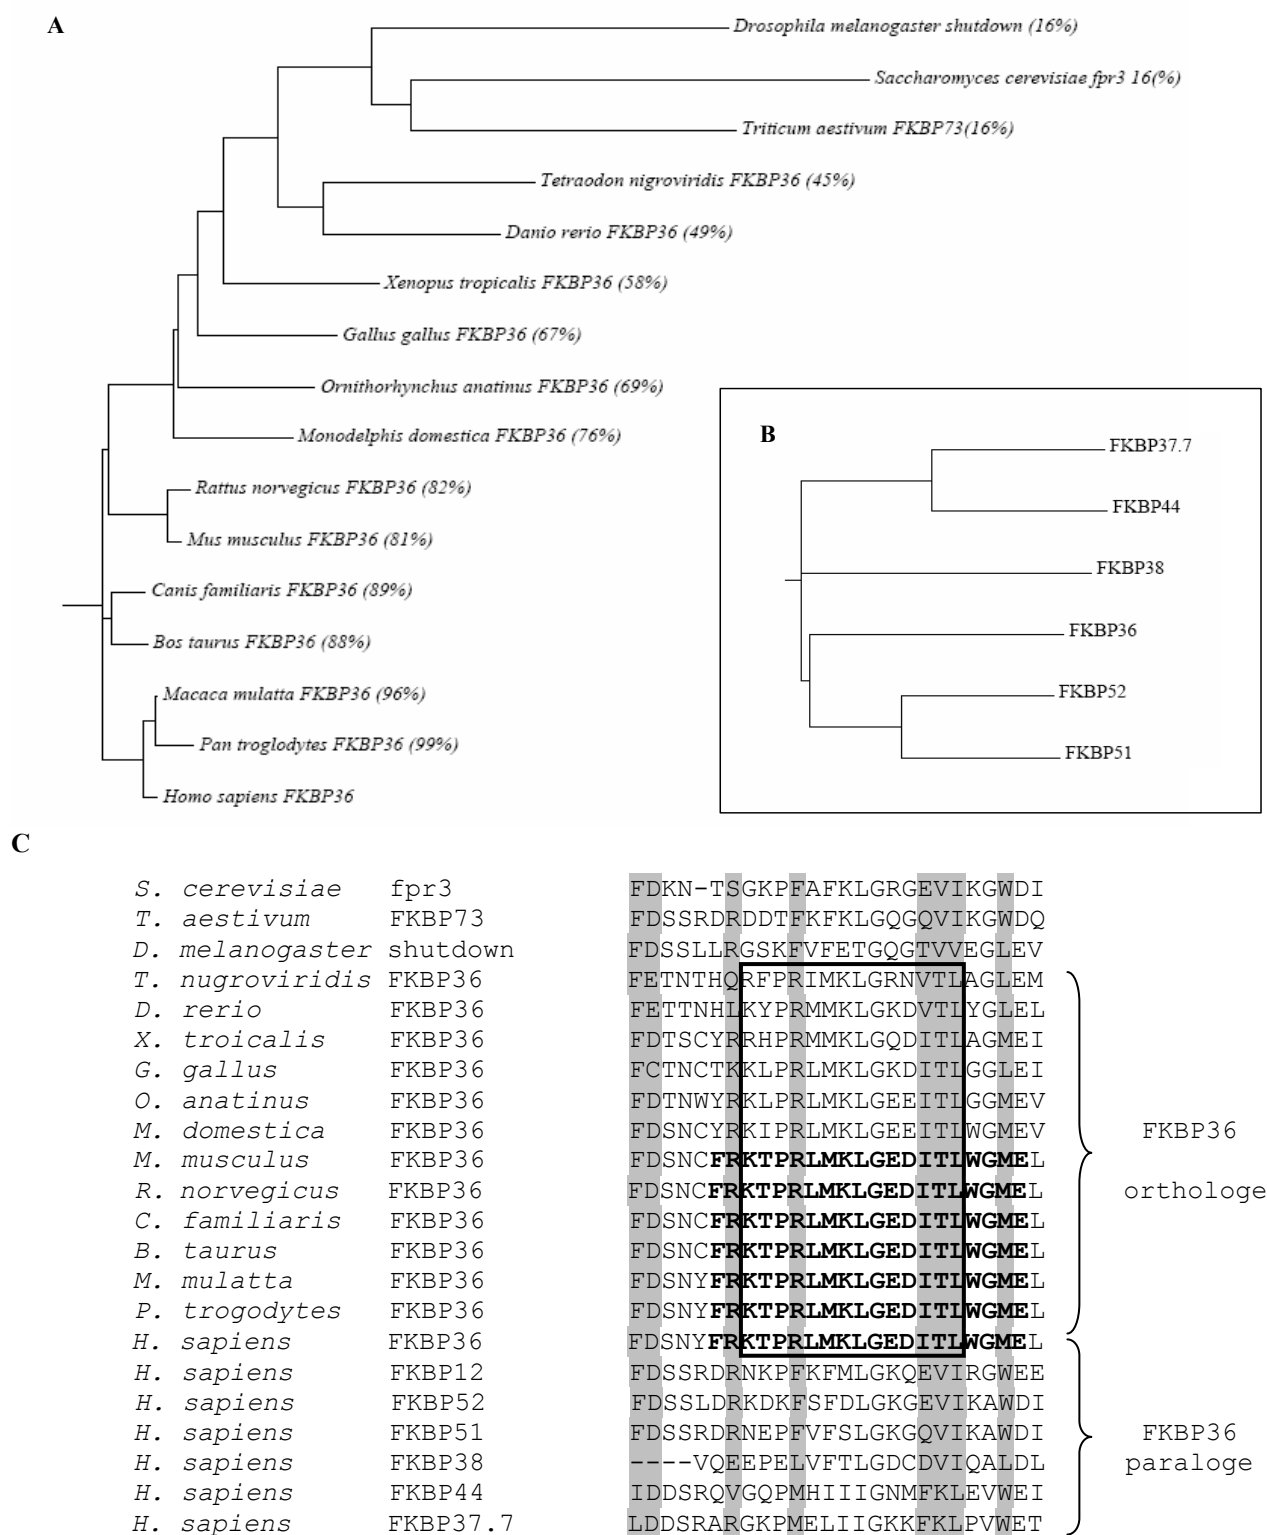 A
Drosophila melanogaster shutdown (16%)
Saccharomyces cerevisiae fpr3 16(%)
Triticum aestivum FKBP73(16%)
Tetraodon nigroviridis FKBP36 (45%)
Danio rerio FKBP36 (49%)
Xenopus tropicalis FKBP36 (58%)
Gallus gallus FKBP36 (67%)
Ornithorhynchus anatinus FKBP36 (69%)
Monodelphis domestica FKBP36 (76%)
Rattus norvegicus FKBP36 (82%)
Mus musculus FKBP36 (81%)
Canis familiaris FKBP36 (89%)
Bos taurus FKBP36 (88%)
Macaca mulatta FKBP36 (96%)
Pan troglodytes FKBP36 (99%)
Homo sapiens FKBP36
B
FKBP37.7
FKBP44
FKBP38
FKBP36
FKBP52
FKBP51
C
S. cerevisiae fpr3 FDKN-TSGKPFAFKLGRGEVIKGWDI
T. aestivum FKBP73 FDSSRDRDDTFKFKLGQGQVIKGWDQ
D. melanogaster shutdown FDSSLLRGSKFVFETGQGTVVEGLEV
T. nugroviridis FKBP36 FETNTHQRFPRIMKLGRNVTLAGLEM
D. rerio FKBP36 FETTNHLKYPRMMKLGKDVTLYGLEL
X. troicalis FKBP36 FDTSCYRRHPRMMKLGQDITLAGMEI
G. gallus FKBP36 FCTNCTKKLPRLMKLGKDITLGGLEI
O. anatinus FKBP36 FDTNWYRKLPRLMKLGEEITLGGMEV
M. domestica FKBP36 FDSNCYRKIPRLMKLGEEITLWGMEV
M. musculus FKBP36 FDSNCFRKTPRLMKLGEDITLWGMEL
R. norvegicus FKBP36 FDSNCFRKTPRLMKLGEDITLWGMEL
C. familiaris FKBP36 FDSNCFRKTPRLMKLGEDITLWGMEL
B. taurus FKBP36 FDSNCFRKTPRLMKLGEDITLWGMEL
M. mulatta FKBP36 FDSNYFRKTPRLMKLGEDITLWGMEL
P. trogodytes FKBP36 FDSNYFRKTPRLMKLGEDITLWGMEL
H. sapiens FKBP36 FDSNYFRKTPRLMKLGEDITLWGMEL
H. sapiens FKBP12 FDSSRDRNKPFKFMLGKQEVIRGWEE
H. sapiens FKBP52 FDSSLDRKDKFSFDLGKGEVIKAWDI
H. sapiens FKBP51 FDSSRDRNEPFVFSLGKGQVIKAWDI
H. sapiens FKBP38 ----VQEEPELVFTLGDCDVIQALDL
H. sapiens FKBP44 IDDSRQVGQPMHIIIGNMFKLEVWEI
H. sapiens FKBP37.7 LDDSRARGKPMELIIGKKFKLPVWET
FKBP36
orthologe
FKBP36
paraloge